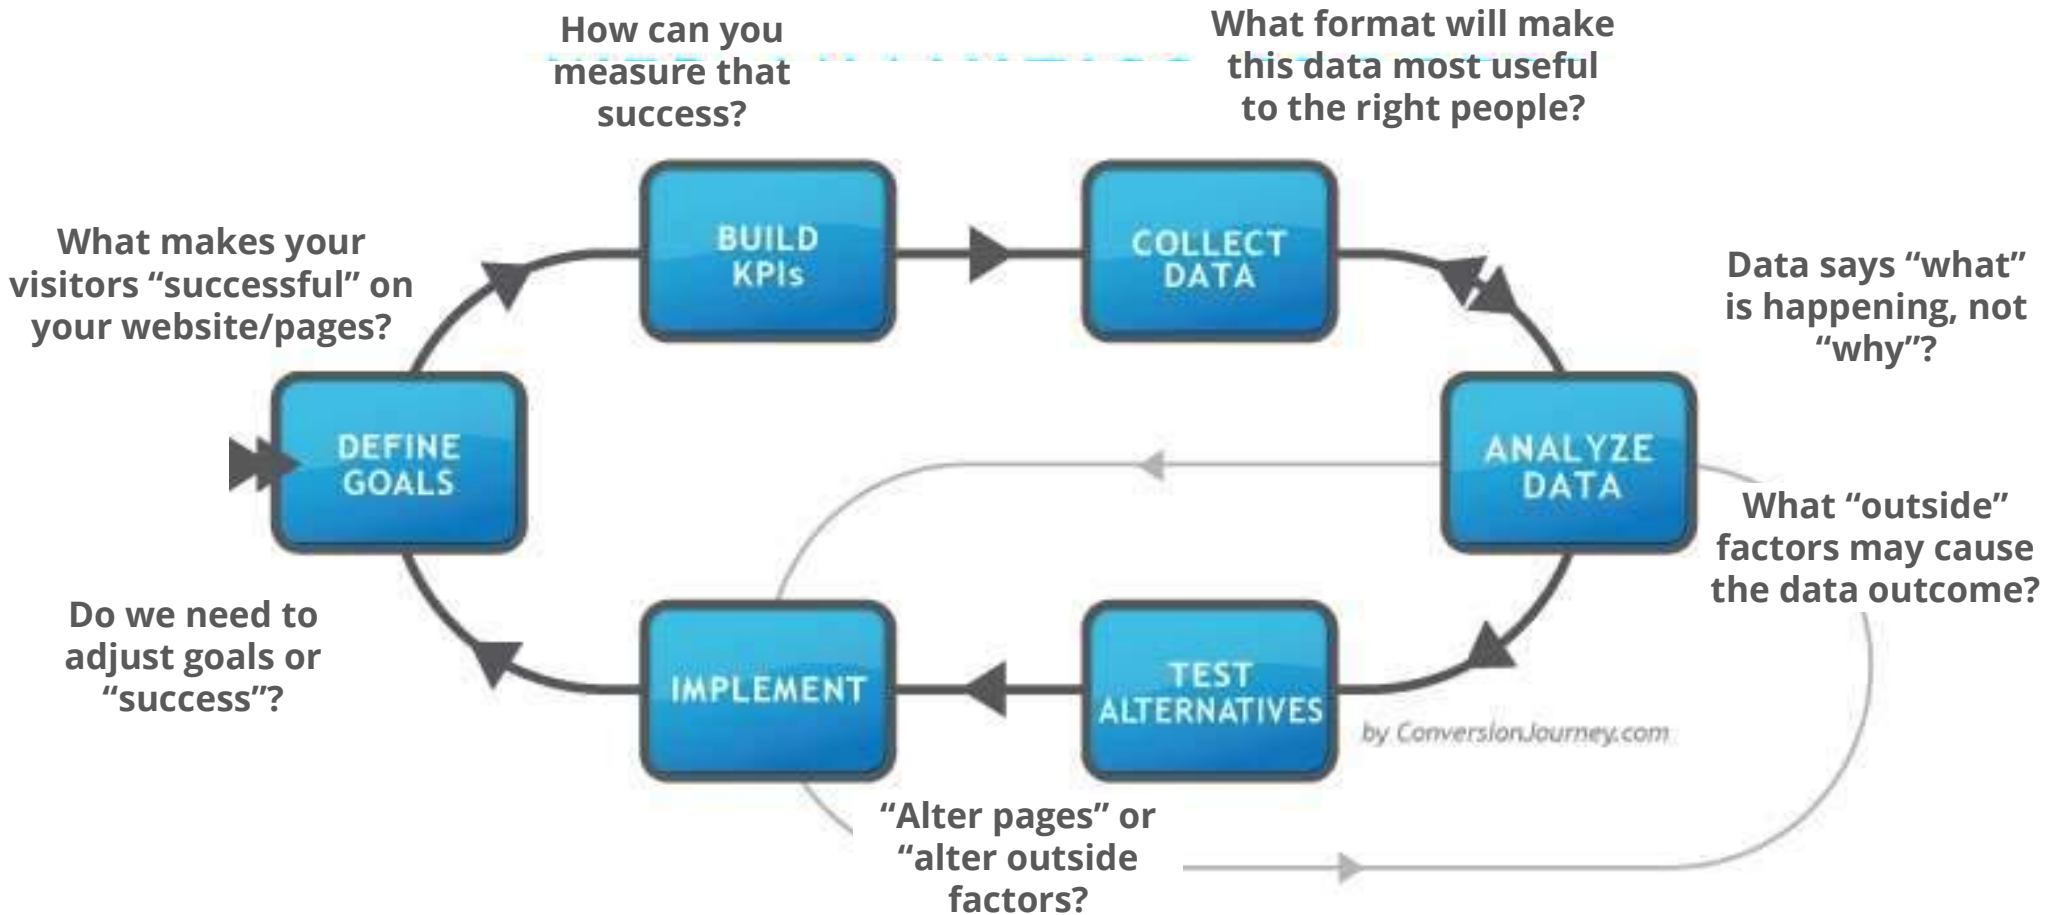 How can you
measure that
success?
What format will make
this data most useful
to the right people?
What makes your
visitors “successful” on
your website/pages?
BUILD
KPIs
COLLECT
DATA
Data says “what”
is happening, not
“why”?
DEFINE
GOALS
ANALYZE
DATA
What “outside”
factors may cause
the data outcome?
Do we need to
adjust goals or
“success”?
IMPLEMENT
TEST
ALTERNATIVES
by ConversionJourney.com
“Alter pages” or
“alter outside
factors?